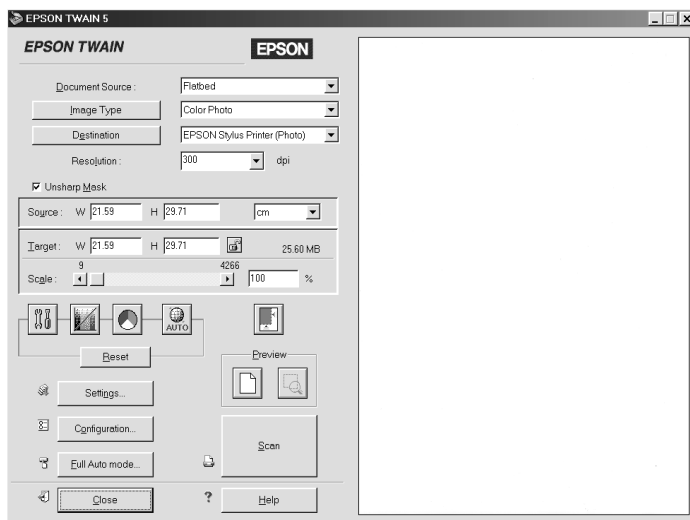 EPSON TWAIN 5
EPSON TWAIN EPSON
Document Source : Flatbed
Image Type Color Photo
Destination EPSON Stylus Printer (Photo)
Resolution : 300 dpi
Unsharp Mask
Source : W 21.59 H 29.71 cm
Target : W 21.59 H 29.71 25.60 MB
9 4266
Scale : 100 %
AUTO
Reset
Preview
Settings...
Configuration...
Scan
Full Auto mode...
Close ? Help